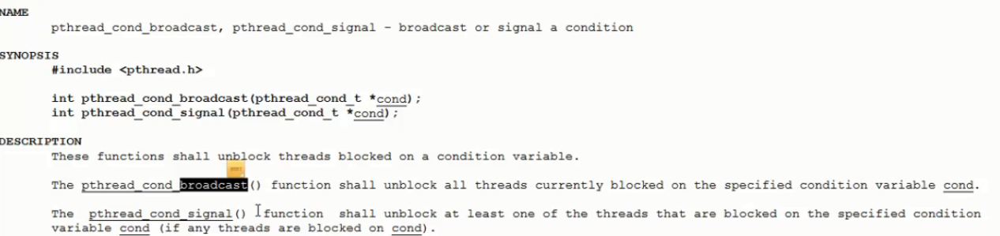 NAME
pthread_cond_broadcast, pthread_cond_signal - broadcast or signal a condition
SYNOPSIS
#include <pthread.h>
int pthread_cond_broadcast(pthread_cond_t *cond);
int pthread_cond_signal(pthread_cond_t *cond);
DESCRIPTION
These functions shall unblock threads blocked on a condition variable.
The pthread_cond_broadcast() function shall unblock all threads currently blocked on the specified condition variable cond.
The pthread_cond_signal() function shall unblock at least one of the threads that are blocked on the specified condition
variable cond (if any threads are blocked on cond).